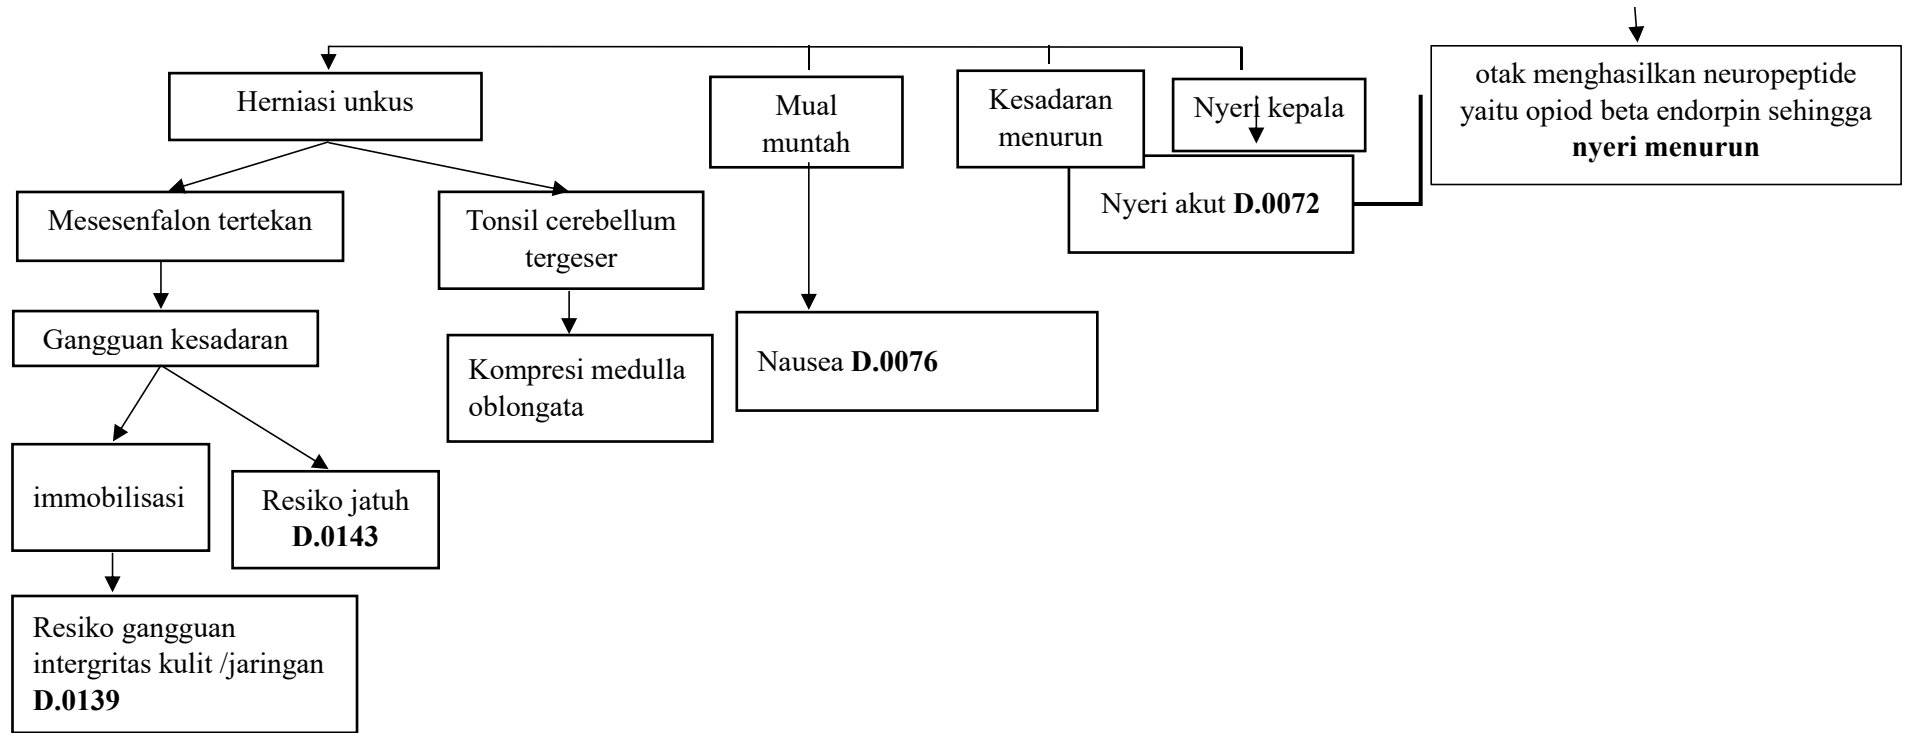 Herniasi unkus
Mual
muntah
Kesadaran
menurun
Nyeri kepala
otak menghasilkan neuropeptide
yaitu opiod beta endorpin sehingga
nyeri menurun
Mesesenfalon tertekan
Tonsil cerebellum
tergeser
Nyeri akut D.0072
Gangguan kesadaran
Kompresi medulla
oblongata
Nausea D.0076
immobilisasi
Resiko jatuh
D.0143
Resiko gangguan
intergritas kulit /jaringan
D.0139